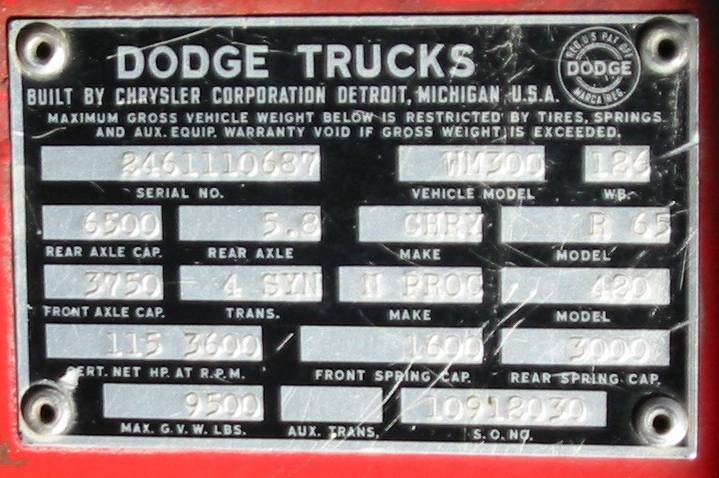 DODGE TRUCKS
REG. U.S. PAT. OFF.
DODGE
MARCA REG.
BUILT BY CHRYSLER CORPORATION DETROIT, MICHIGAN, U.S.A.
MAXIMUM GROSS VEHICLE WEIGHT BELOW IS RESTRICTED BY TIRES, SPRINGS
AND AUX. EQUIP. WARRANTY VOID IF GROSS WEIGHT IS EXCEEDED.
2461110687 WM300 126
SERIAL NO. VEHICLE MODEL WB.
6500 5.8 CHRY R 65
REAR AXLE CAP. REAR AXLE MAKE MODEL
3750 4 SYN N PROC 420
FRONT AXLE CAP. TRANS. MAKE MODEL
115 3600 1600 3000
CERT. NET HP. AT R.P.M. FRONT SPRING CAP. REAR SPRING CAP.
9500 10918030
MAX. G.V.W. LBS. AUX. TRANS. S.O. NO.